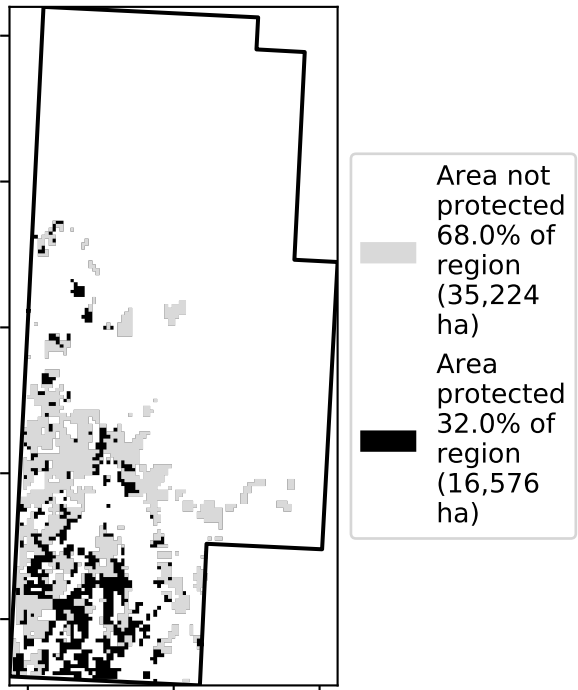 Area not
protected
68.0% of
region
(35,224
ha)
Area
protected
32.0% of
region
(16,576
ha)